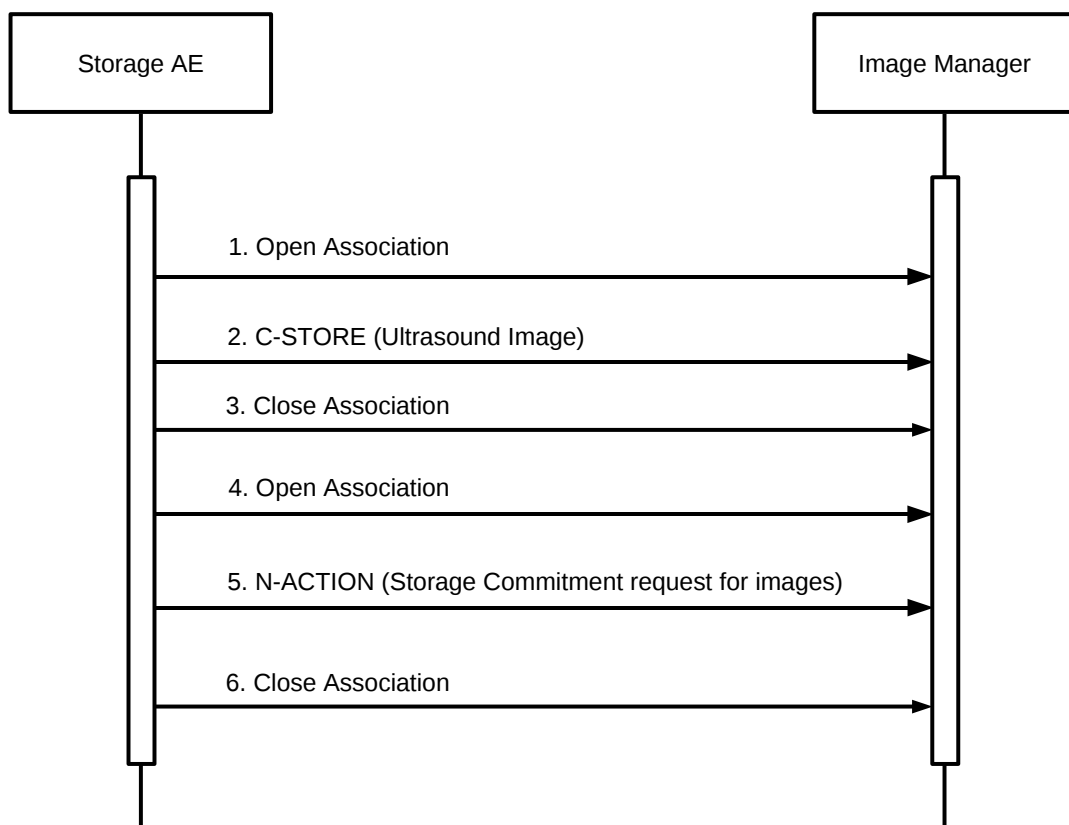 Storage AE
Image Manager
1. Open Association
2. C-STORE (Ultrasound Image)
3. Close Association
4. Open Association
5. N-ACTION (Storage Commitment request for images)
6. Close Association